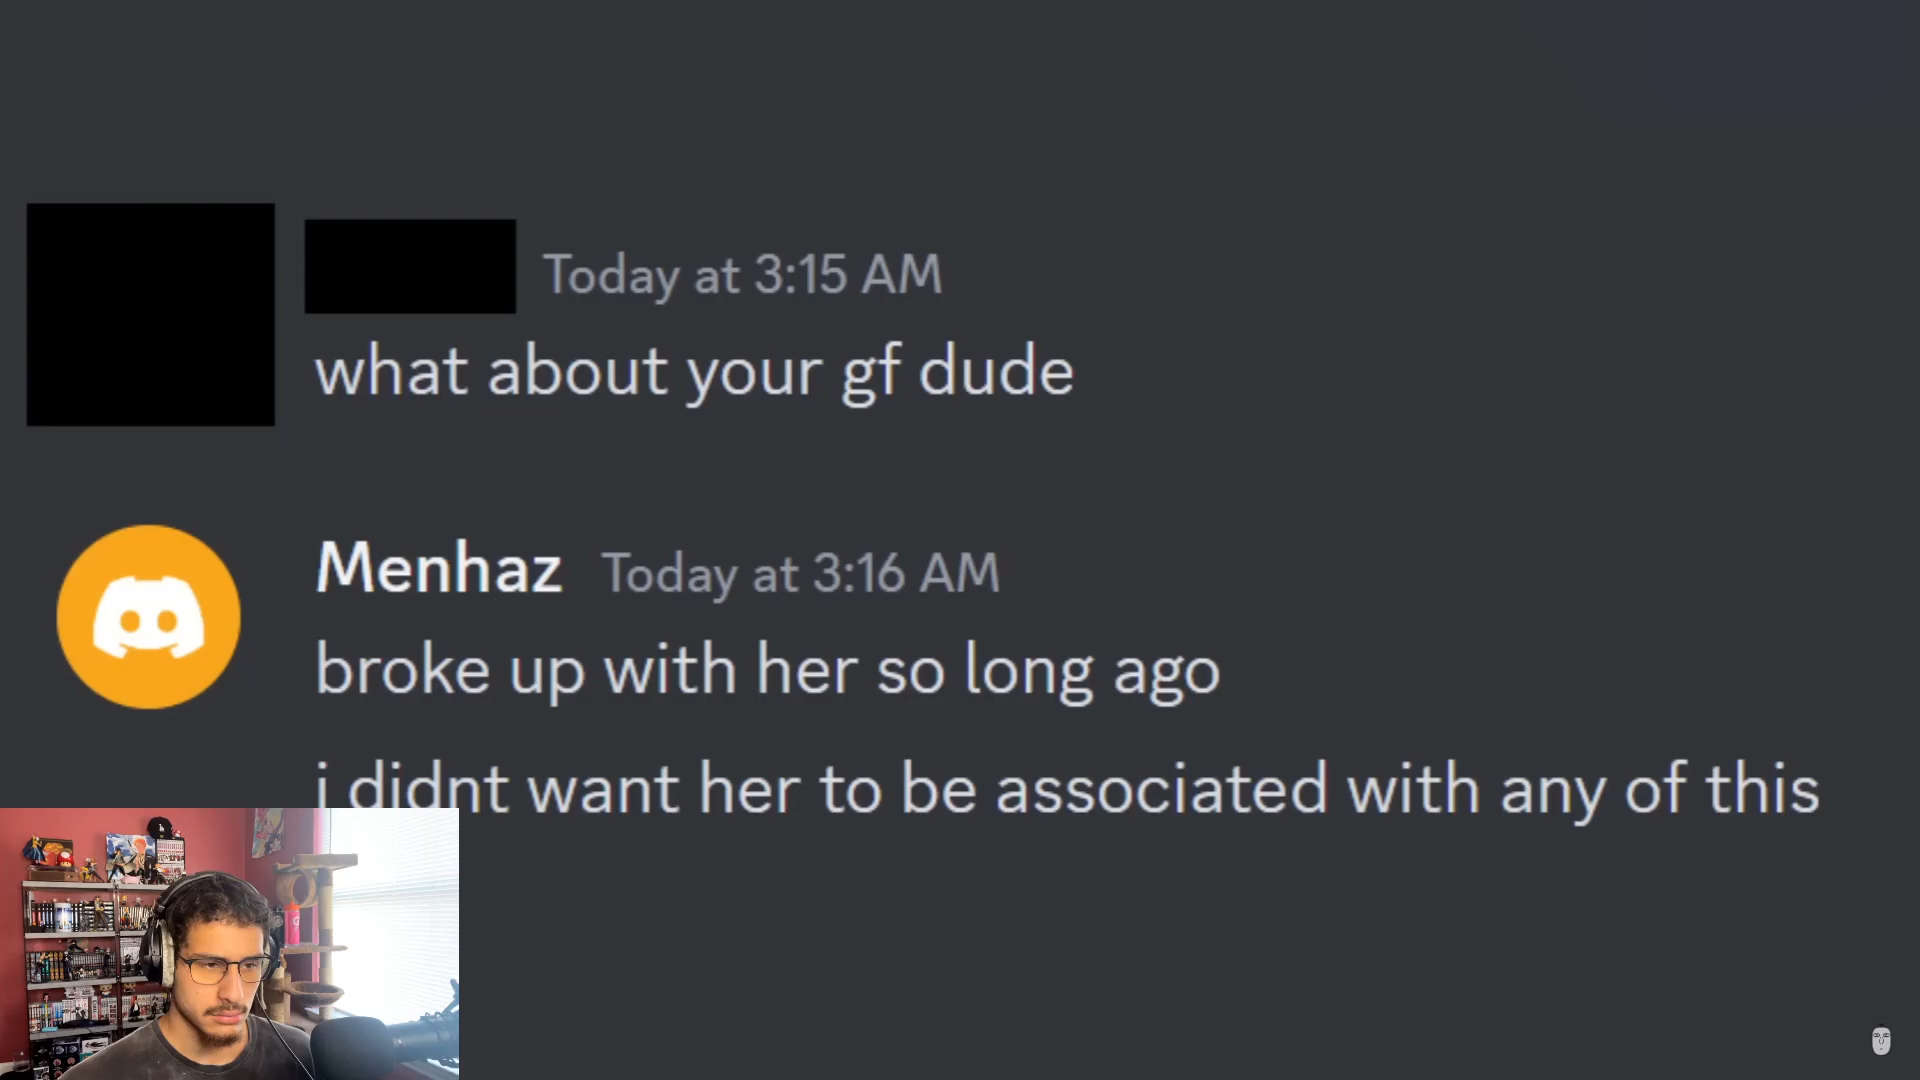 Today at 3:15 AM
what about your gf dude
Menhaz Today at 3:16 AM
broke up with her so long ago
i didnt want her to be associated with any of this